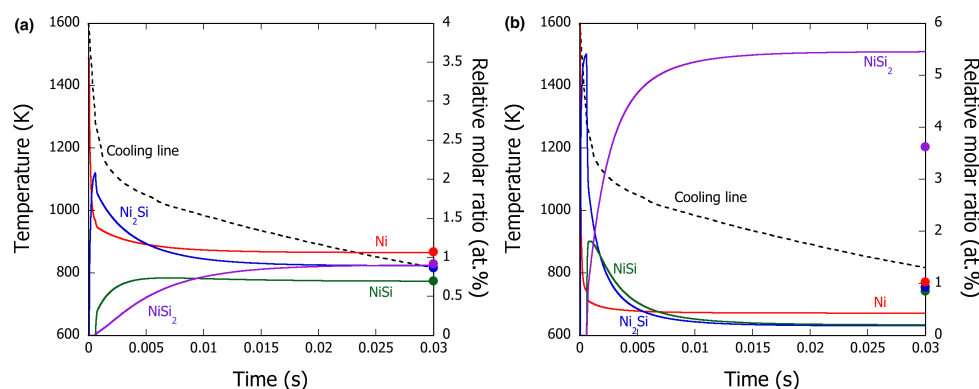 (a)
1600
1400
1200
1000
800
600
Temperature (K)
Cooling line
Ni2Si
Ni
NiSi
NiSi2
4
3.5
3
2.5
2
1.5
1
0.5
0
Relative molar ratio (at.%)
0 0.005 0.01 0.015 0.02 0.025 0.03
Time (s)
(b)
1600
1400
1200
1000
800
600
Temperature (K)
NiSi2
Cooling line
NiSi
Ni
Ni2Si
6
5
4
3
2
1
0
Relative molar ratio (at.%)
0 0.005 0.01 0.015 0.02 0.025 0.03
Time (s)